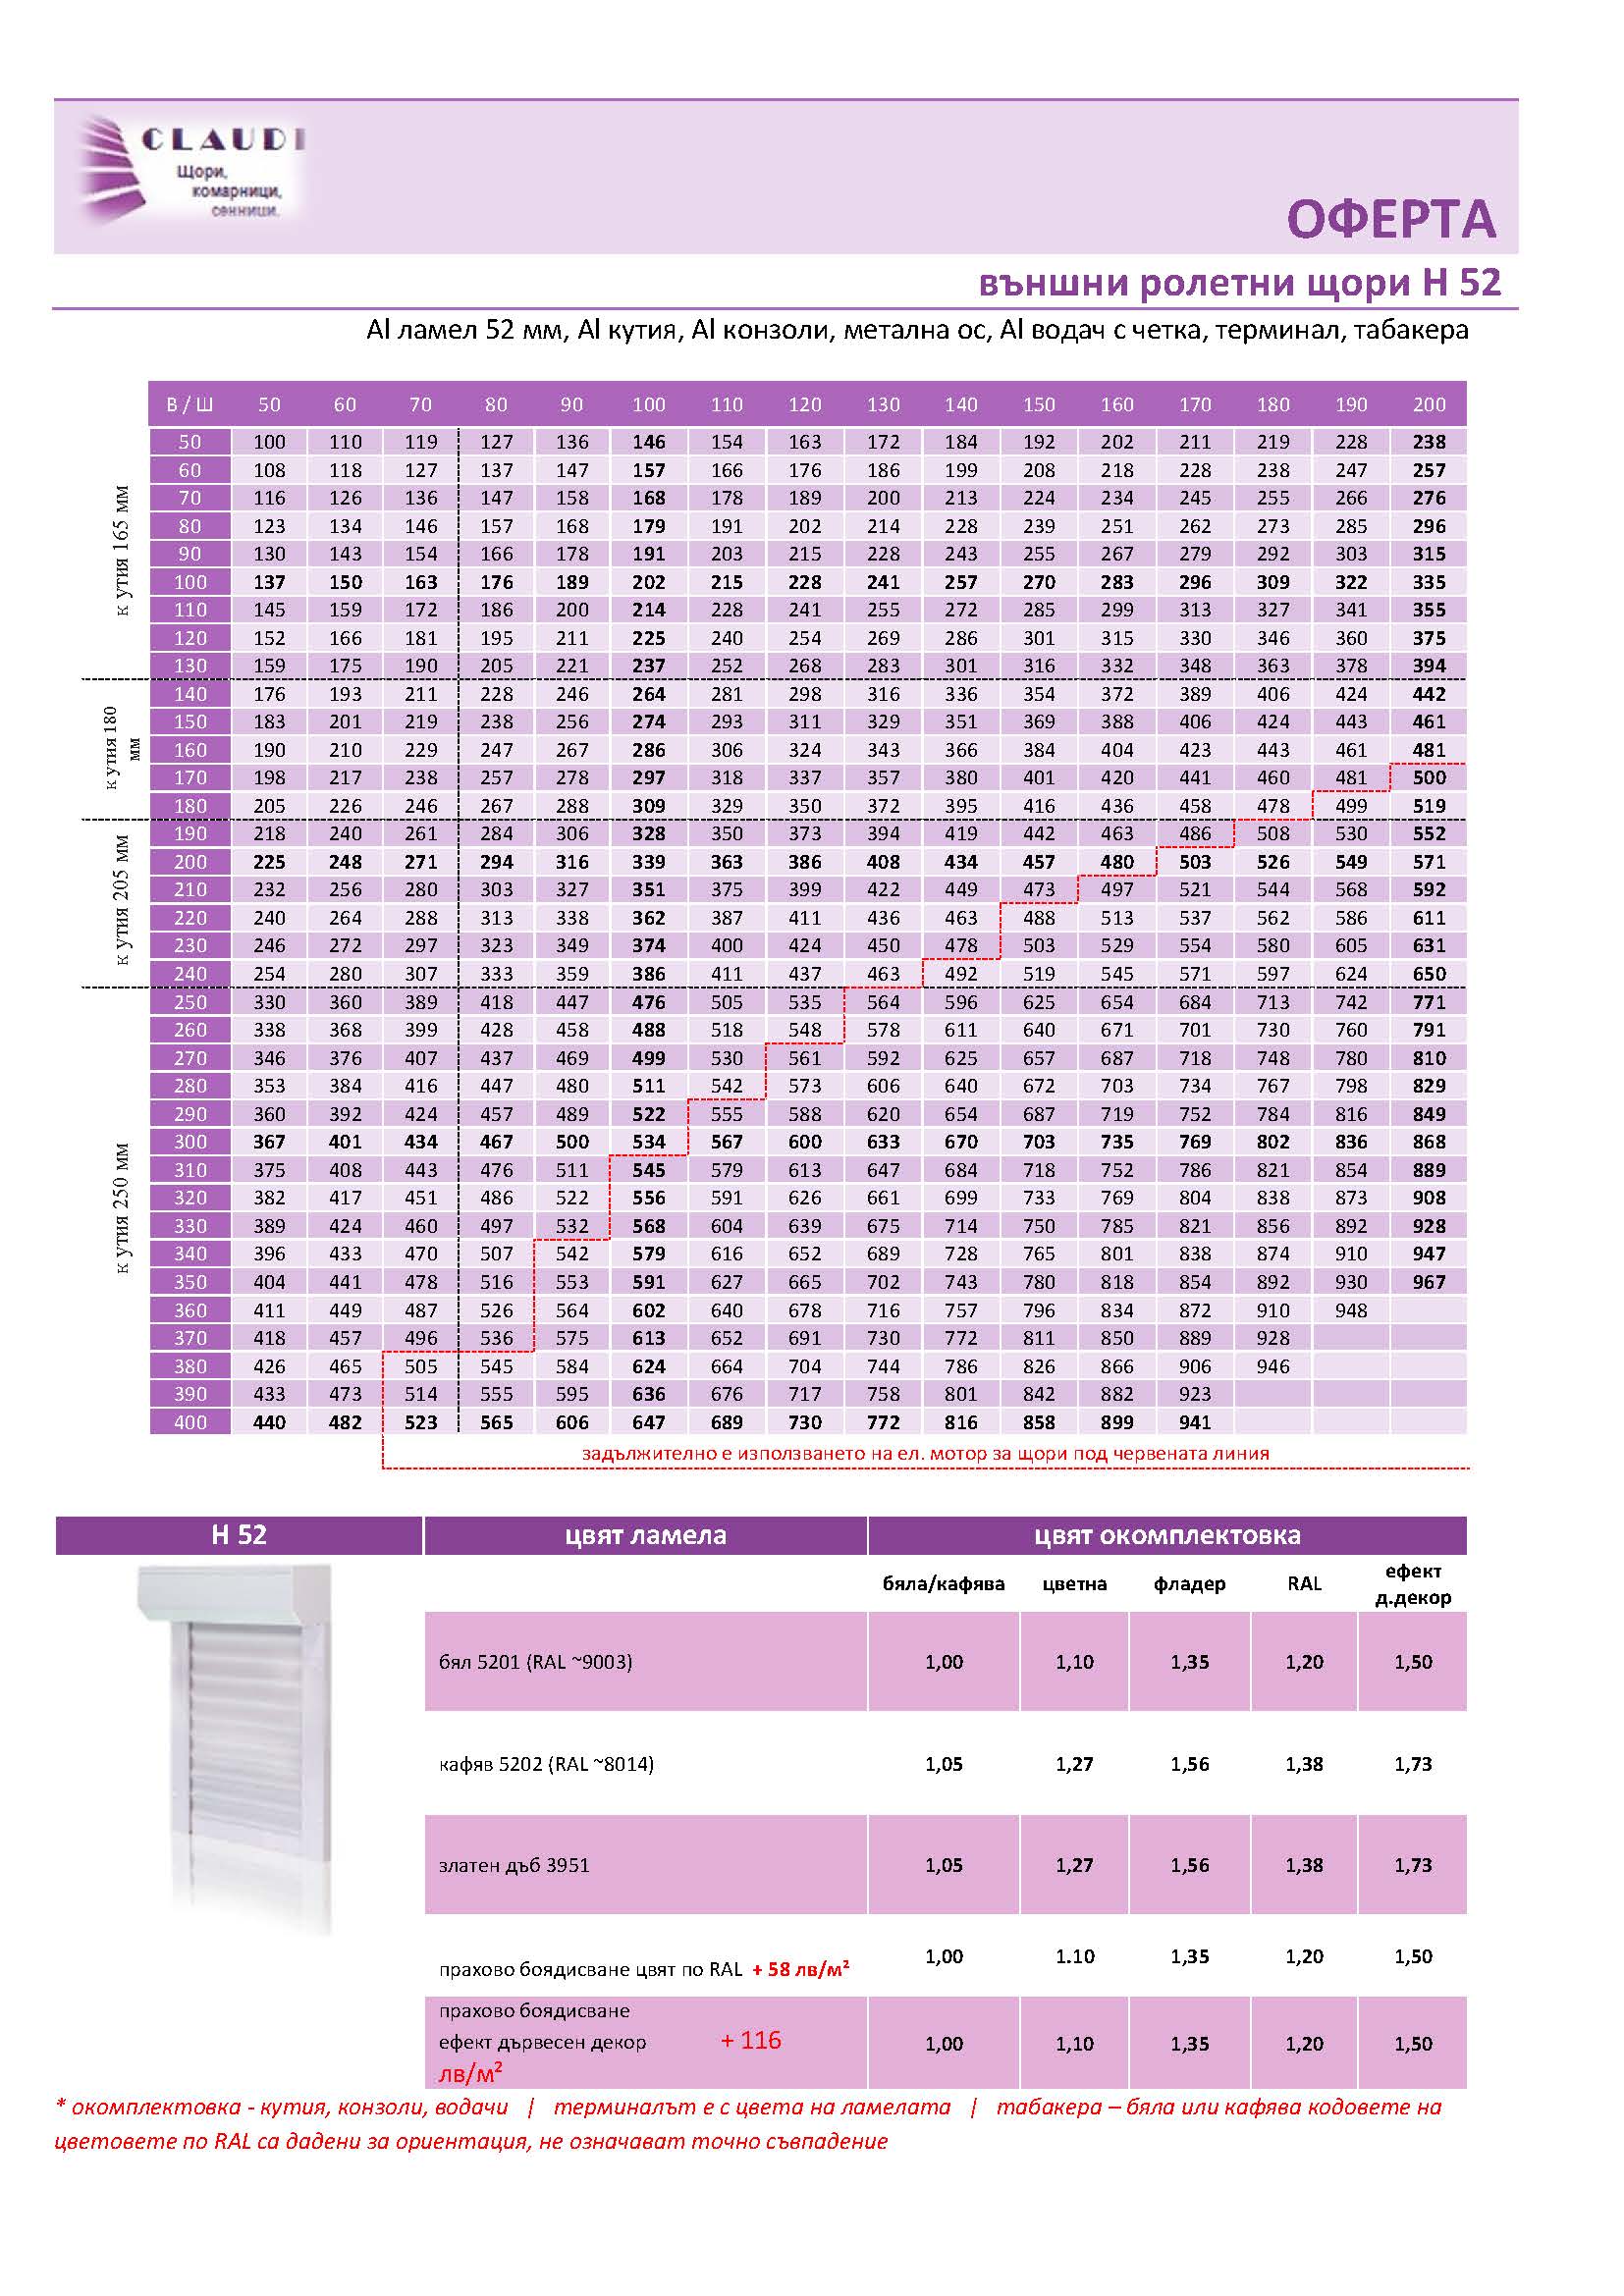 CLAUDI
Щори,
комарници,
сенници.
ОФЕРТА
външни ролетни щори Н 52
Al ламел 52 мм, Al кутия, Al конзоли, метална ос, Al водач с четка, терминал, табакера
В / Ш 50 60 70 80 90 100 110 120 130 140 150 160 170 180 190 200
к утия 165 мм
50 100 110 119 127 136 146 154 163 172 184 192 202 211 219 228 238
60 108 118 127 137 147 157 166 176 186 199 208 218 228 238 247 257
70 116 126 136 147 158 168 178 189 200 213 224 234 245 255 266 276
80 123 134 146 157 168 179 191 202 214 228 239 251 262 273 285 296
90 130 143 154 166 178 191 203 215 228 243 255 267 279 292 303 315
100 137 150 163 176 189 202 215 228 241 257 270 283 296 309 322 335
110 145 159 172 186 200 214 228 241 255 272 285 299 313 327 341 355
120 152 166 181 195 211 225 240 254 269 286 301 315 330 346 360 375
130 159 175 190 205 221 237 252 268 283 301 316 332 348 363 378 394
к утия 180
мм
140 176 193 211 228 246 264 281 298 316 336 354 372 389 406 424 442
150 183 201 219 238 256 274 293 311 329 351 369 388 406 424 443 461
160 190 210 229 247 267 286 306 324 343 366 384 404 423 443 461 481
170 198 217 238 257 278 297 318 337 357 380 401 420 441 460 481 500
180 205 226 246 267 288 309 329 350 372 395 416 436 458 478 499 519
к утия 205 мм
190 218 240 261 284 306 328 350 373 394 419 442 463 486 508 530 552
200 225 248 271 294 316 339 363 386 408 434 457 480 503 526 549 571
210 232 256 280 303 327 351 375 399 422 449 473 497 521 544 568 592
220 240 264 288 313 338 362 387 411 436 463 488 513 537 562 586 611
230 246 272 297 323 349 374 400 424 450 478 503 529 554 580 605 631
240 254 280 307 333 359 386 411 437 463 492 519 545 571 597 624 650
к утия 250 мм
250 330 360 389 418 447 476 505 535 564 596 625 654 684 713 742 771
260 338 368 399 428 458 488 518 548 578 611 640 671 701 730 760 791
270 346 376 407 437 469 499 530 561 592 625 657 687 718 748 780 810
280 353 384 416 447 480 511 542 573 606 640 672 703 734 767 798 829
290 360 392 424 457 489 522 555 588 620 654 687 719 752 784 816 849
300 367 401 434 467 500 534 567 600 633 670 703 735 769 802 836 868
310 375 408 443 476 511 545 579 613 647 684 718 752 786 821 854 889
320 382 417 451 486 522 556 591 626 661 699 733 769 804 838 873 908
330 389 424 460 497 532 568 604 639 675 714 750 785 821 856 892 928
340 396 433 470 507 542 579 616 652 689 728 765 801 838 874 910 947
350 404 441 478 516 553 591 627 665 702 743 780 818 854 892 930 967
360 411 449 487 526 564 602 640 678 716 757 796 834 872 910 948
370 418 457 496 536 575 613 652 691 730 772 811 850 889 928
380 426 465 505 545 584 624 664 704 744 786 826 866 906 946
390 433 473 514 555 595 636 676 717 758 801 842 882 923
400 440 482 523 565 606 647 689 730 772 816 858 899 941
задължително е използването на ел. мотор за щори под червената линия
Н 52 цвят ламела цвят окомплектовка
бяла/кафява цветна фладер RAL ефект
д.декор
бял 5201 (RAL ~9003) 1,00 1,10 1,35 1,20 1,50
кафяв 5202 (RAL ~8014) 1,05 1,27 1,56 1,38 1,73
златен дъб 3951 1,05 1,27 1,56 1,38 1,73
прахово боядисване цвят по RAL + 58 лв/м² 1,00 1.10 1,35 1,20 1,50
прахово боядисване
ефект дървесен декор + 116 1,00 1,10 1,35 1,20 1,50
лв/м²
* окомплектовка - кутия, конзоли, водачи | терминалът е с цвета на ламелата | табакера – бяла или кафява кодовете на
цветовете по RAL са дадени за ориентация, не означават точно съвпадение